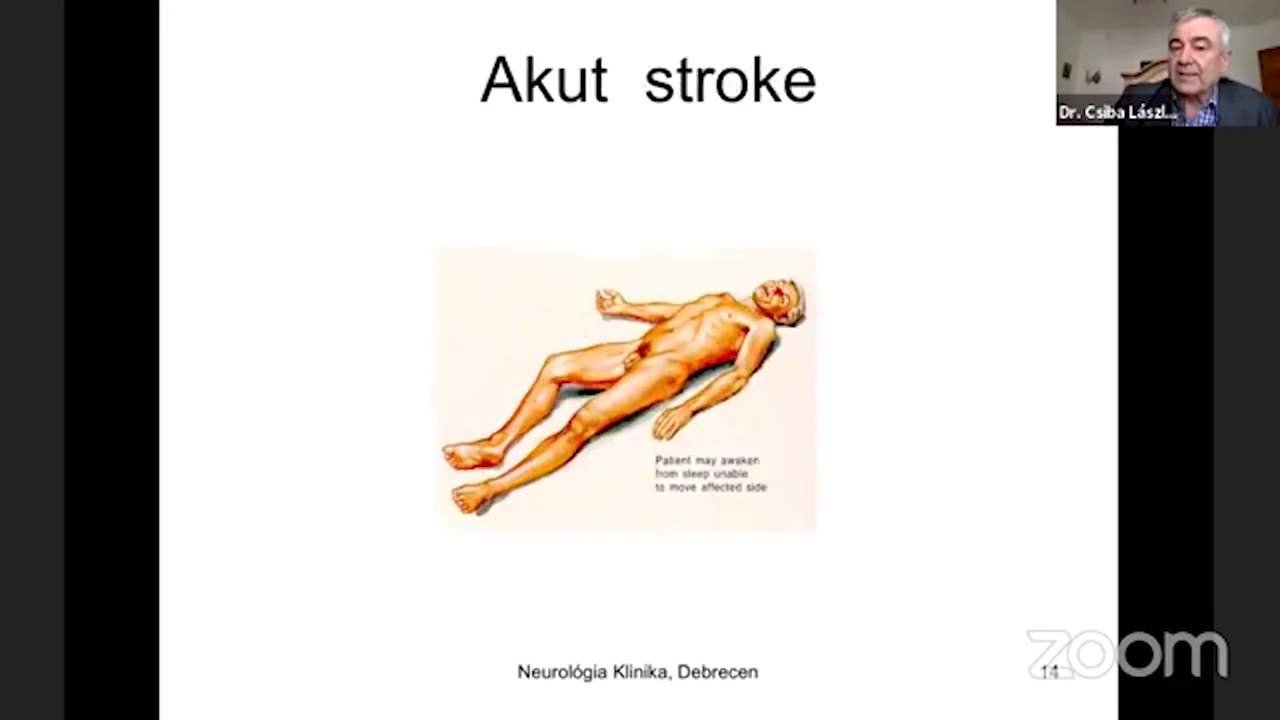 Akut stroke
Dr. Csiba Lászl...
Patient may awaken
from sleep unable
to move affected side
Neurológia Klinika, Debrecen
14
zoom